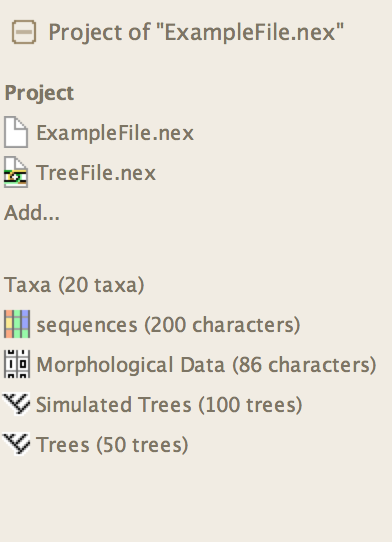 Project of "ExampleFile.nex"
Project
ExampleFile.nex
TreeFile.nex
Add...
Taxa (20 taxa)
sequences (200 characters)
Morphological Data (86 characters)
Simulated Trees (100 trees)
Trees (50 trees)